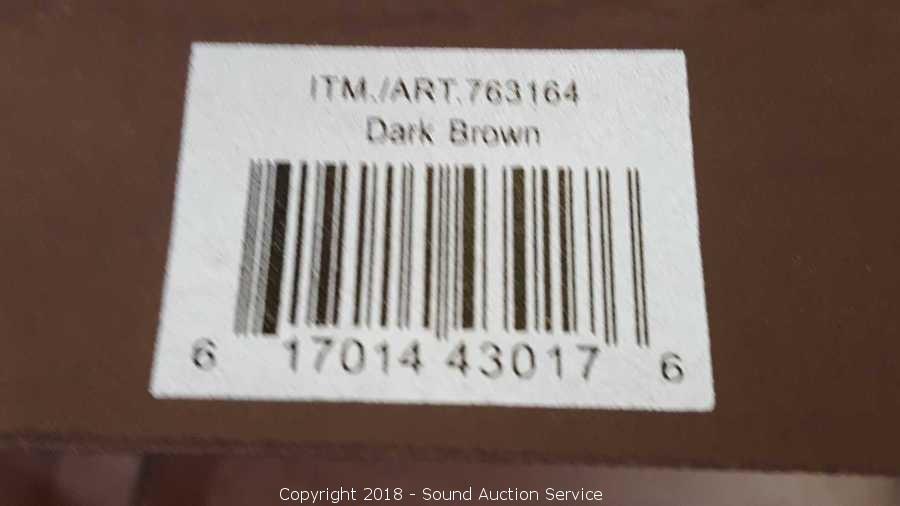 ITM./ART.763164
Dark Brown
6 17014 43017 6
Copyright 2018 - Sound Auction Service